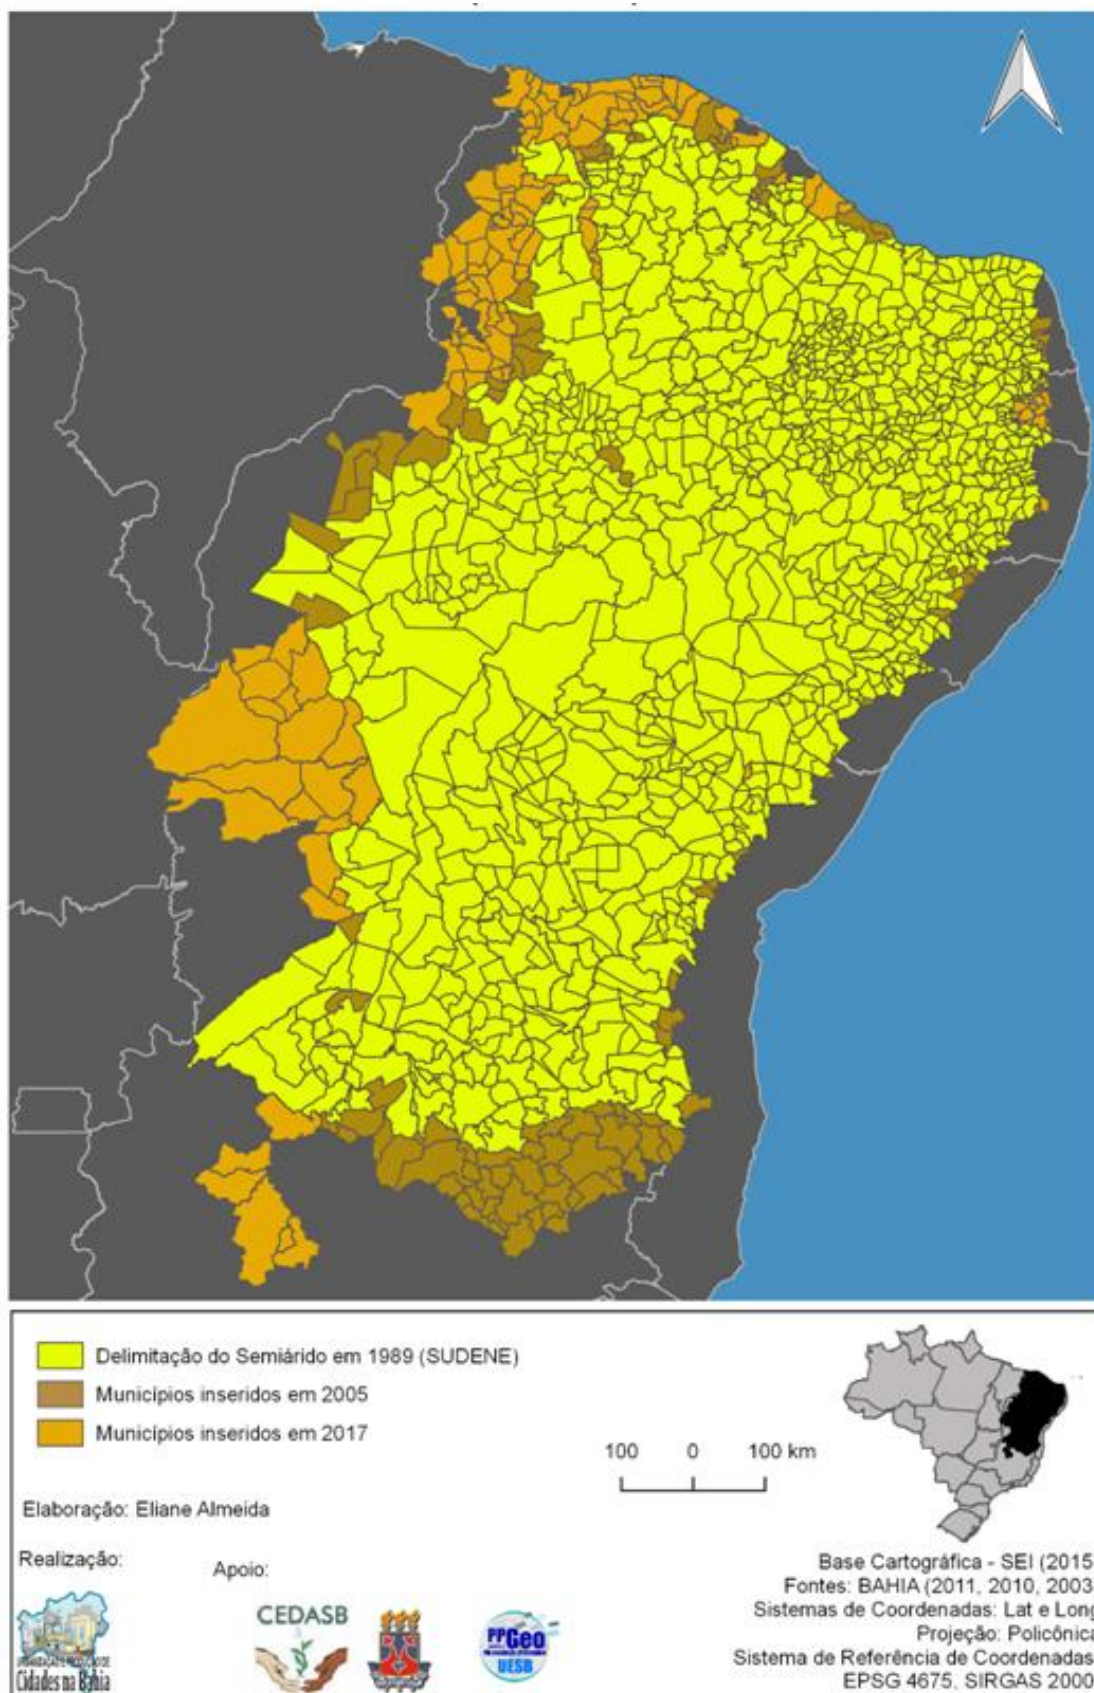 Delimitação do Semiárido em 1989 (SUDENE)
Municípios inseridos em 2005
Municípios inseridos em 2017
100 0 100 km
Elaboração: Eliane Almeida
Realização:
Apoio:
Cidades na Bahia
CEDASB
PPGeo
UESB
Base Cartográfica - SEI (2015
Fontes: BAHIA (2011, 2010, 2003
Sistemas de Coordenadas: Lat e Long
Projeção: Policônica
Sistema de Referência de Coordenadas
EPSG 4675, SIRGAS 2000